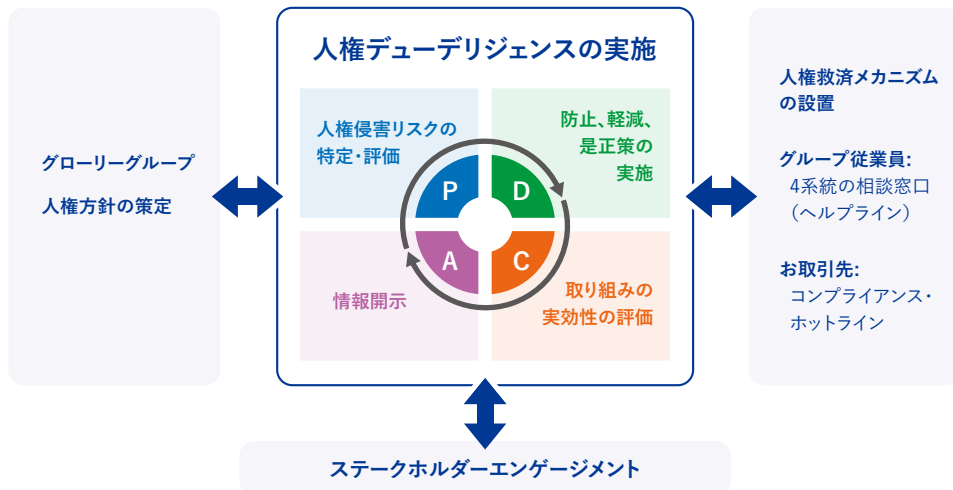 グローリーグループ
人権方針の策定
人権デューデリジェンスの実施
人権侵害リスクの
特定・評価
防止、軽減、
是正策の
実施
P
D
A
C
情報開示
取り組みの
実効性の評価
人権救済メカニズム
の設置
グループ従業員:
4系統の相談窓口
（ヘルプライン）
お取引先:
コンプライアンス・
ホットライン
ステークホルダーエンゲージメント